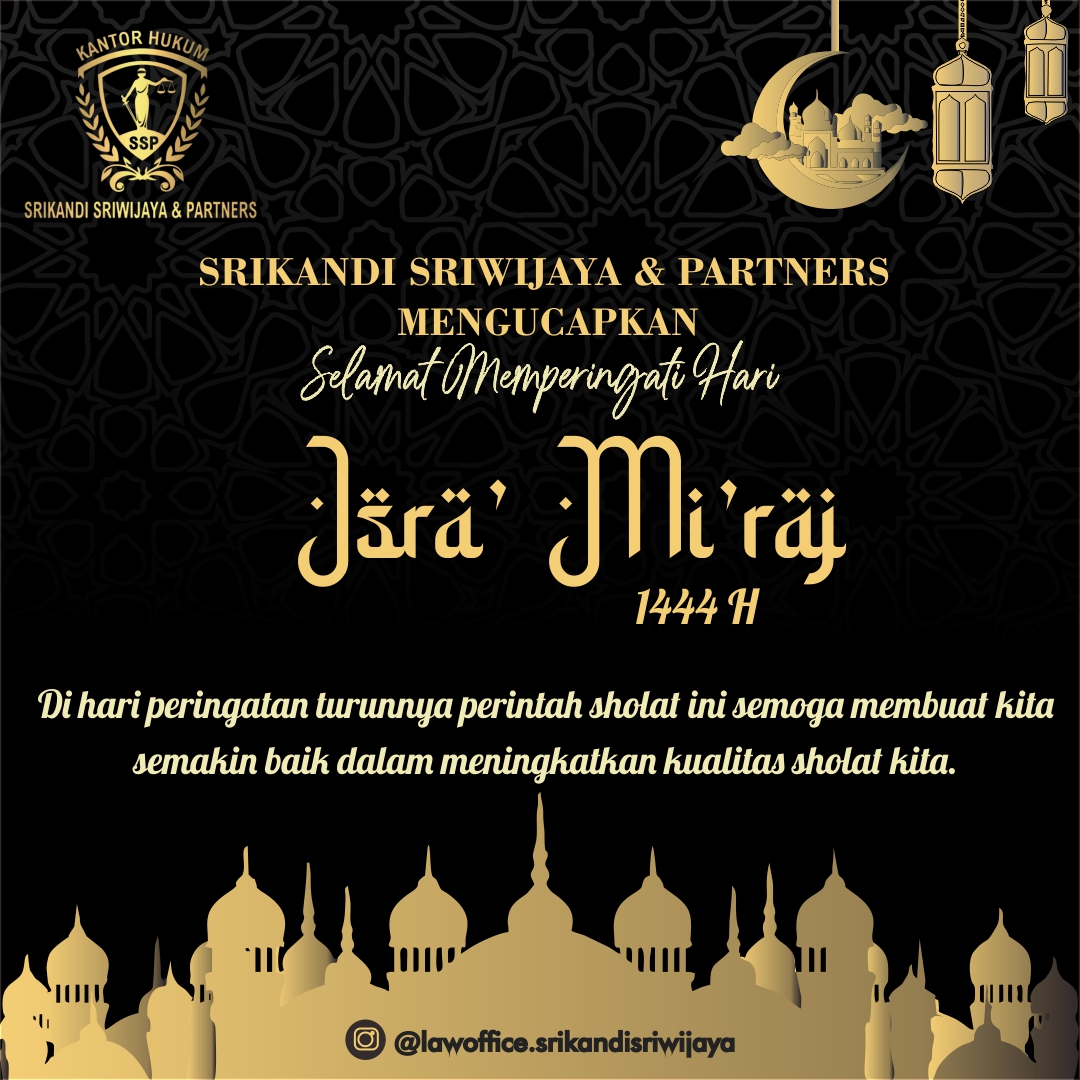 KANTOR HUKUM
SSP
SRIKANDI SRIWIJAYA & PARTNERS
SRIKANDI SRIWIJAYA & PARTNERS
MENGUCAPKAN
Selamat Memperingati Hari
Isra' Mi'raj
1444 H
Di hari peringatan turunnya perintah sholat ini semoga membuat kita
semakin baik dalam meningkatkan kualitas sholat kita.
@lawoffice.srikandisriwijaya